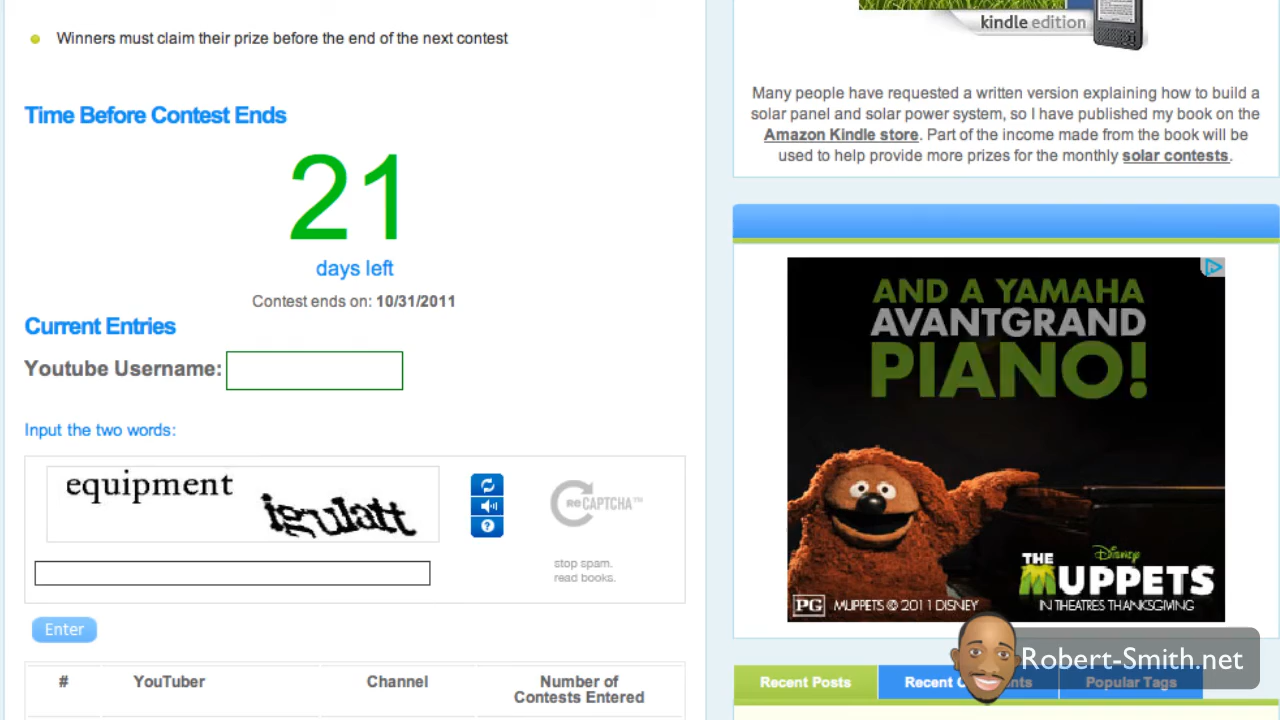 Winners must claim their prize before the end of the next contest
Time Before Contest Ends
21
days left
Contest ends on: 10/31/2011
Current Entries
Youtube Username:
Input the two words:
equipment
igulatt
reCAPTCHA™
stop spam.
read books.
Enter
# YouTuber Channel Number of
Contests Entered
kindle edition
Many people have requested a written version explaining how to build a
solar panel and solar power system, so I have published my book on the
Amazon Kindle store. Part of the income made from the book will be
used to help provide more prizes for the monthly solar contests.
AND A YAMAHA
AVANTGRAND
PIANO!
Disney
THE
MUPPETS
IN THEATRES THANKSGIVING
PG MUPPETS © 2011 DISNEY
Robert-Smith.net
Recent Posts Recent Popular Tags